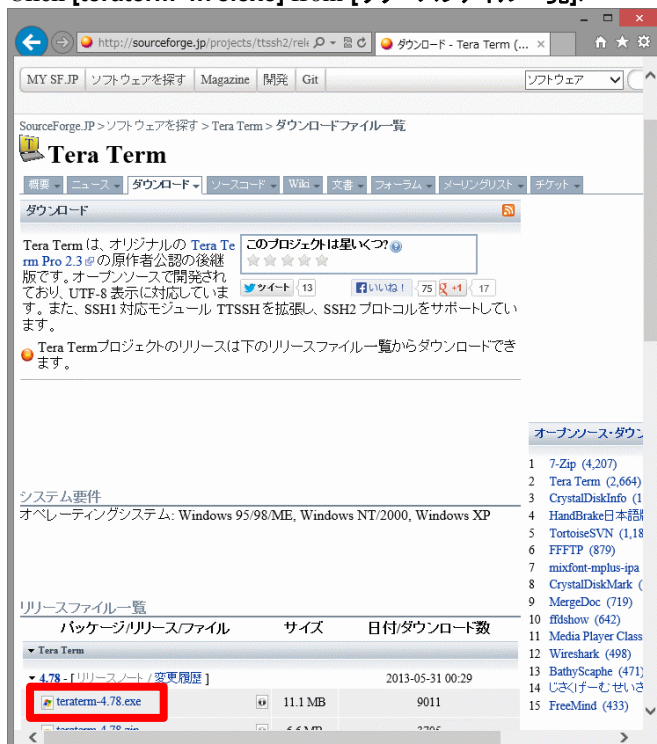 http://sourceforge.jp/projects/ttssh2/rele
ダウンロード - Tera Term (...
MY SF.JP ソフトウェアを探す Magazine 開発 Git
ソフトウェア
SourceForge.JP > ソフトウェアを探す > Tera Term > ダウンロードファイル一覧
Tera Term
概要 ニュース ダウンロード ソースコード Wiki 文書 フォーラム メーリングリスト チケット
ダウンロード
Tera Term は、オリジナルの Tera Te
rm Pro 2.3 の原作者公認の後継
版です。オープンソースで開発され
ており、UTF-8 表示に対応していま
す。また、SSH1 対応モジュール TTSSH を拡張し、SSH2 プロトコルをサポートしてい
ます。
このプロジェクトは星いくつ?
ツイート 13 いいね! 75 +1 17
Tera Termプロジェクトのリリースは下のリリースファイル一覧からダウンロードでき
ます。
システム要件
オペレーティングシステム: Windows 95/98/ME, Windows NT/2000, Windows XP
リリースファイル一覧
パッケージ/リリース/ファイル サイズ 日付/ダウンロード数
Tera Term
4.78 - [ リリースノート / 変更履歴 ] 2013-05-31 00:29
teraterm-4.78.exe 11.1 MB 9011
teraterm-4.78.zip 6.6 MB
オープンソース・ダウン
1 7-Zip (4,207)
2 Tera Term (2,664)
3 CrystalDiskInfo (1
4 HandBrake日本語
5 TortoiseSVN (1,18
6 FFFTP (879)
7 mixfont-mplus-ipa
8 CrystalDiskMark (
9 MergeDoc (719)
10 ffdshow (642)
11 Media Player Class
12 Wireshark (498)
13 BathyScaphe (471)
14 じさくげーむせいさ
15 FreeMind (433)